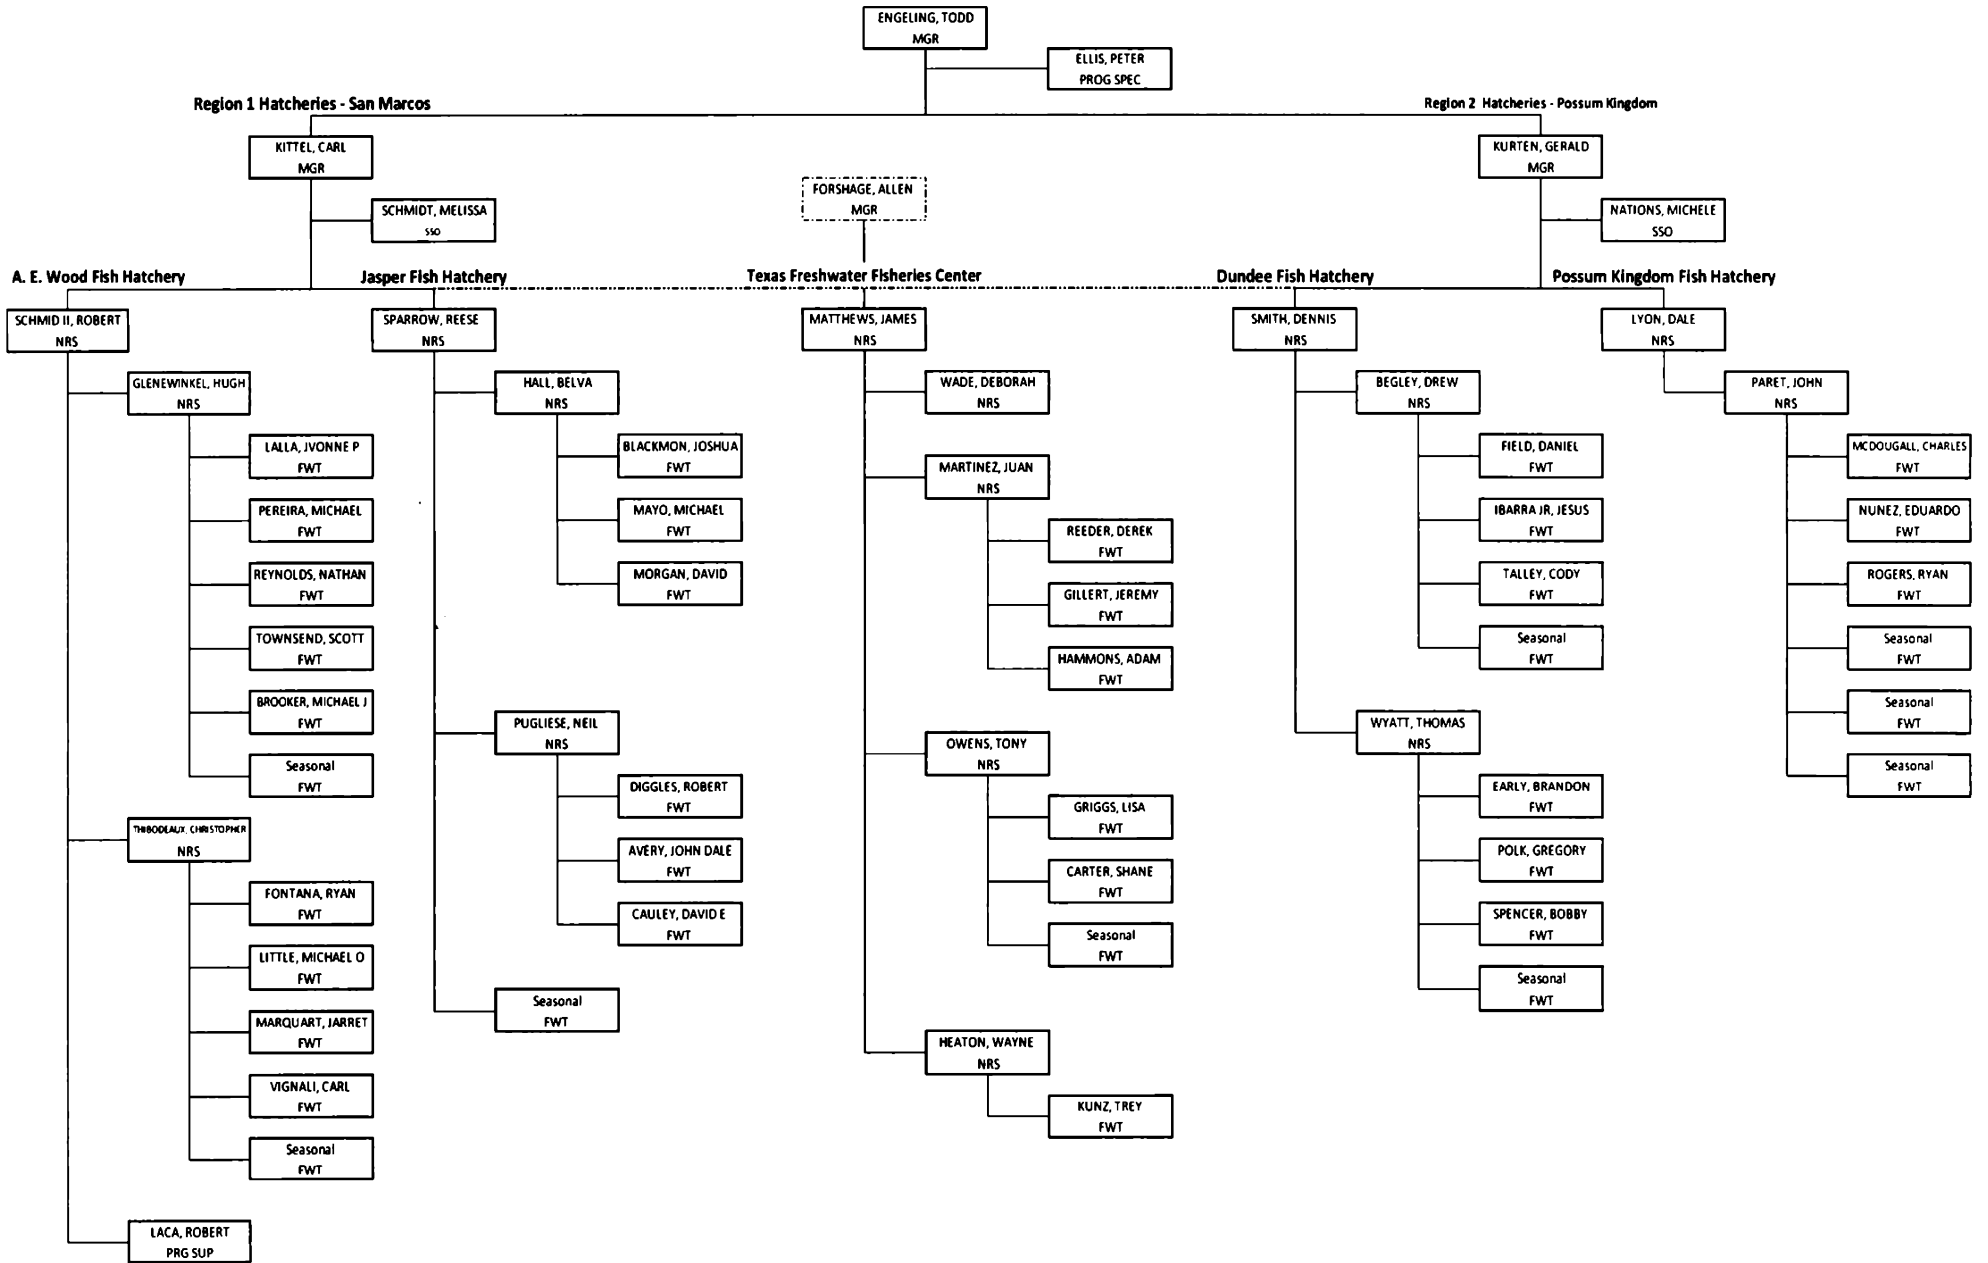 ENGELING, TODD
MGR
ELLIS, PETER
PROG SPEC
Region 1 Hatcheries - San Marcos
Region 2 Hatcheries - Possum Kingdom
KITTEL, CARL
MGR
KURTEN, GERALD
MGR
FORSHAGE, ALLEN
MGR
SCHMIDT, MELISSA
SSO
NATIONS, MICHELE
SSO
A. E. Wood Fish Hatchery
Jasper Fish Hatchery
Texas Freshwater Fisheries Center
Dundee Fish Hatchery
Possum Kingdom Fish Hatchery
SCHMID II, ROBERT
NRS
GLENEWINKEL, HUGH
NRS
LALLA, JVONNE P
FWT
PEREIRA, MICHAEL
FWT
REYNOLDS, NATHAN
FWT
TOWNSEND, SCOTT
FWT
BROOKER, MICHAEL J
FWT
Seasonal
FWT
THIBODEAUX, CHRISTOPHER
NRS
FONTANA, RYAN
FWT
LITTLE, MICHAEL O
FWT
MARQUART, JARRET
FWT
VIGNALI, CARL
FWT
Seasonal
FWT
LACA, ROBERT
PRG SUP
SPARROW, REESE
NRS
HALL, BELVA
NRS
BLACKMON, JOSHUA
FWT
MAYO, MICHAEL
FWT
MORGAN, DAVID
FWT
PUGLIESE, NEIL
NRS
DIGGLES, ROBERT
FWT
AVERY, JOHN DALE
FWT
CAULEY, DAVID E
FWT
Seasonal
FWT
MATTHEWS, JAMES
NRS
WADE, DEBORAH
NRS
MARTINEZ, JUAN
NRS
REEDER, DEREK
FWT
GILLERT, JEREMY
FWT
HAMMONS, ADAM
FWT
OWENS, TONY
NRS
GRIGGS, LISA
FWT
CARTER, SHANE
FWT
Seasonal
FWT
HEATON, WAYNE
NRS
KUNZ, TREY
FWT
SMITH, DENNIS
NRS
BEGLEY, DREW
NRS
FIELD, DANIEL
FWT
IBARRA JR, JESUS
FWT
TALLEY, CODY
FWT
Seasonal
FWT
WYATT, THOMAS
NRS
EARLY, BRANDON
FWT
POLK, GREGORY
FWT
SPENCER, BOBBY
FWT
Seasonal
FWT
LYON, DALE
NRS
PARET, JOHN
NRS
MCDOUGALL, CHARLES
FWT
NUNEZ, EDUARDO
FWT
ROGERS, RYAN
FWT
Seasonal
FWT
Seasonal
FWT
Seasonal
FWT